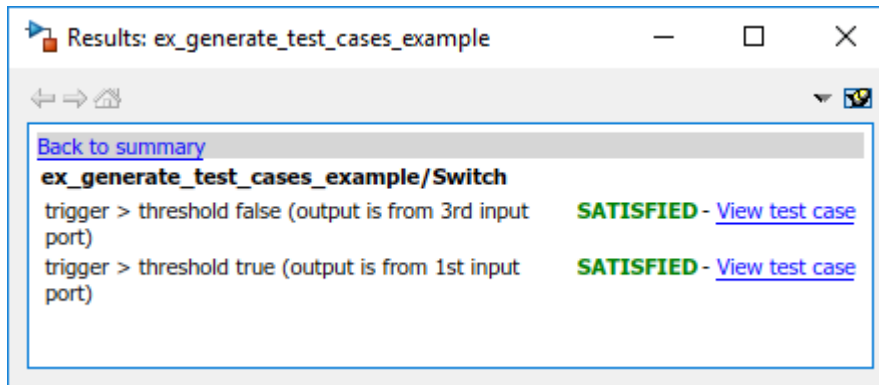 Results: ex_generate_test_cases_example
Back to summary
ex_generate_test_cases_example/Switch
trigger > threshold false (output is from 3rd input SATISFIED - View test case
port)
trigger > threshold true (output is from 1st input SATISFIED - View test case
port)